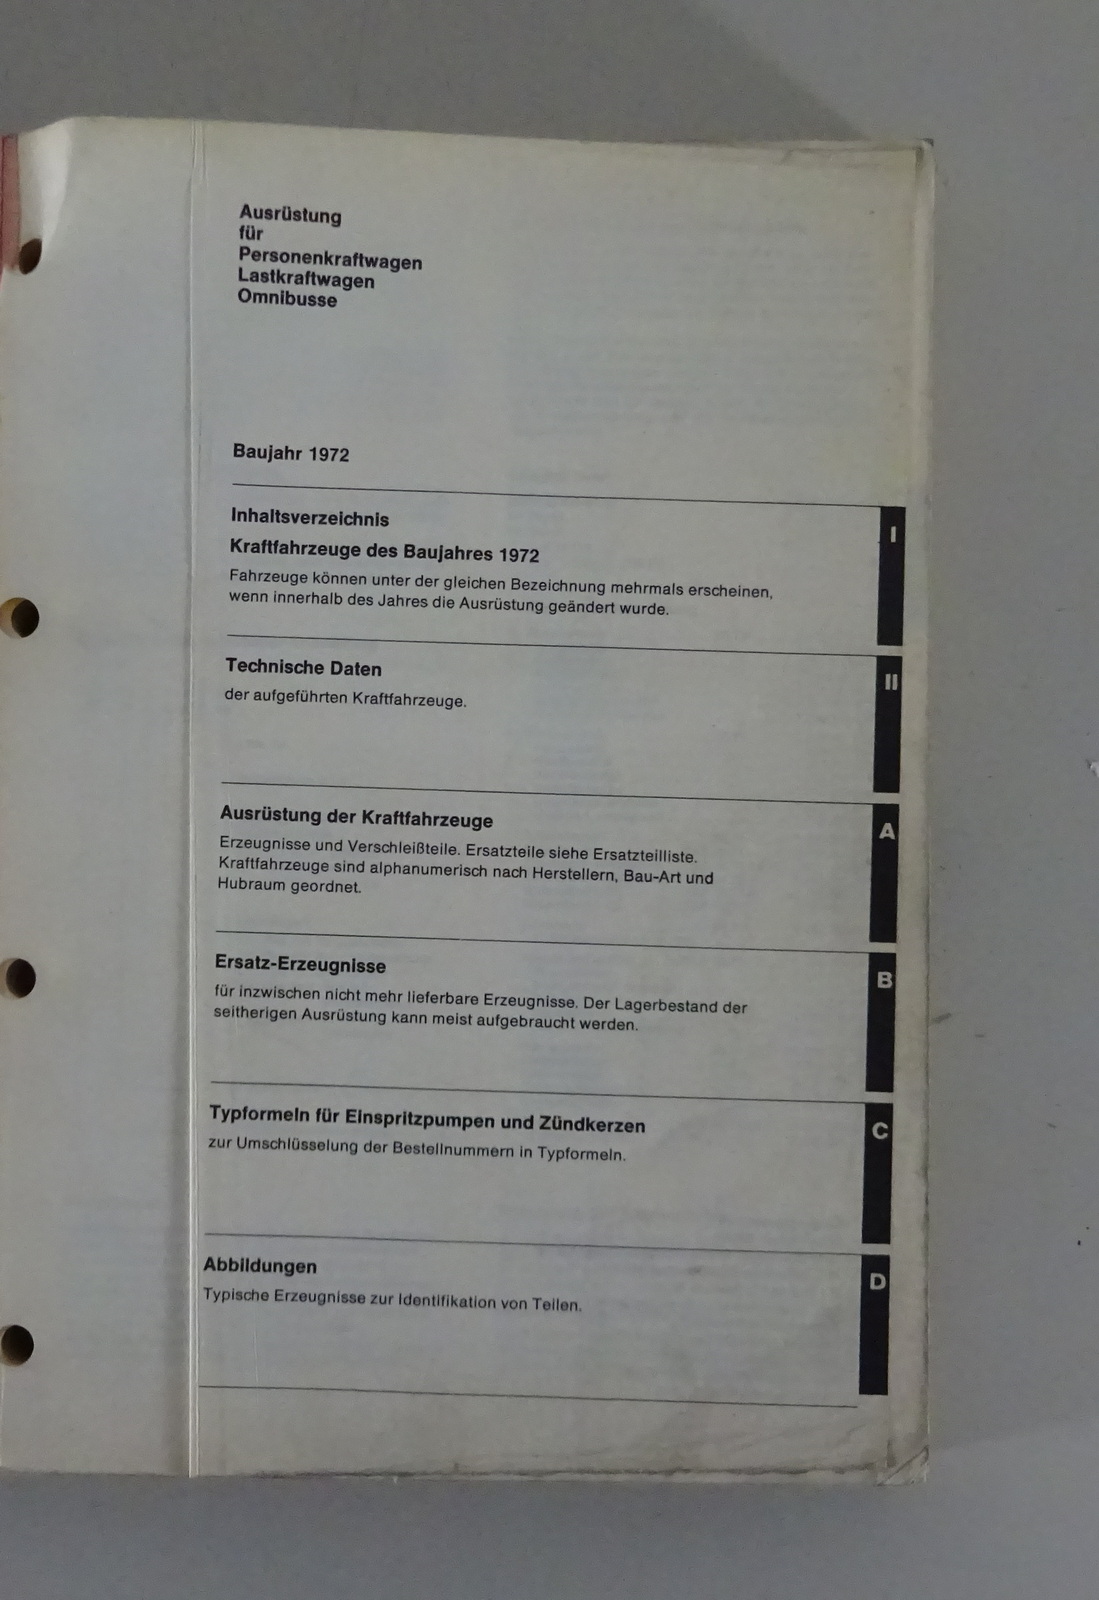 Ausrüstung
für
Personenkraftwagen
Lastkraftwagen
Omnibusse
Baujahr 1972
Inhaltsverzeichnis
I
Kraftfahrzeuge des Baujahres 1972
Fahrzeuge können unter der gleichen Bezeichnung mehrmals erscheinen,
wenn innerhalb des Jahres die Ausrüstung geändert wurde.
Technische Daten
II
der aufgeführten Kraftfahrzeuge.
Ausrüstung der Kraftfahrzeuge
A
Erzeugnisse und Verschleißteile. Ersatzteile siehe Ersatzteilliste.
Kraftfahrzeuge sind alphanumerisch nach Herstellern, Bau-Art und
Hubraum geordnet.
Ersatz-Erzeugnisse
B
für inzwischen nicht mehr lieferbare Erzeugnisse. Der Lagerbestand der
seitherigen Ausrüstung kann meist aufgebraucht werden.
Typformeln für Einspritzpumpen und Zündkerzen
C
zur Umschlüsselung der Bestellnummern in Typformeln.
Abbildungen
D
Typische Erzeugnisse zur Identifikation von Teilen.